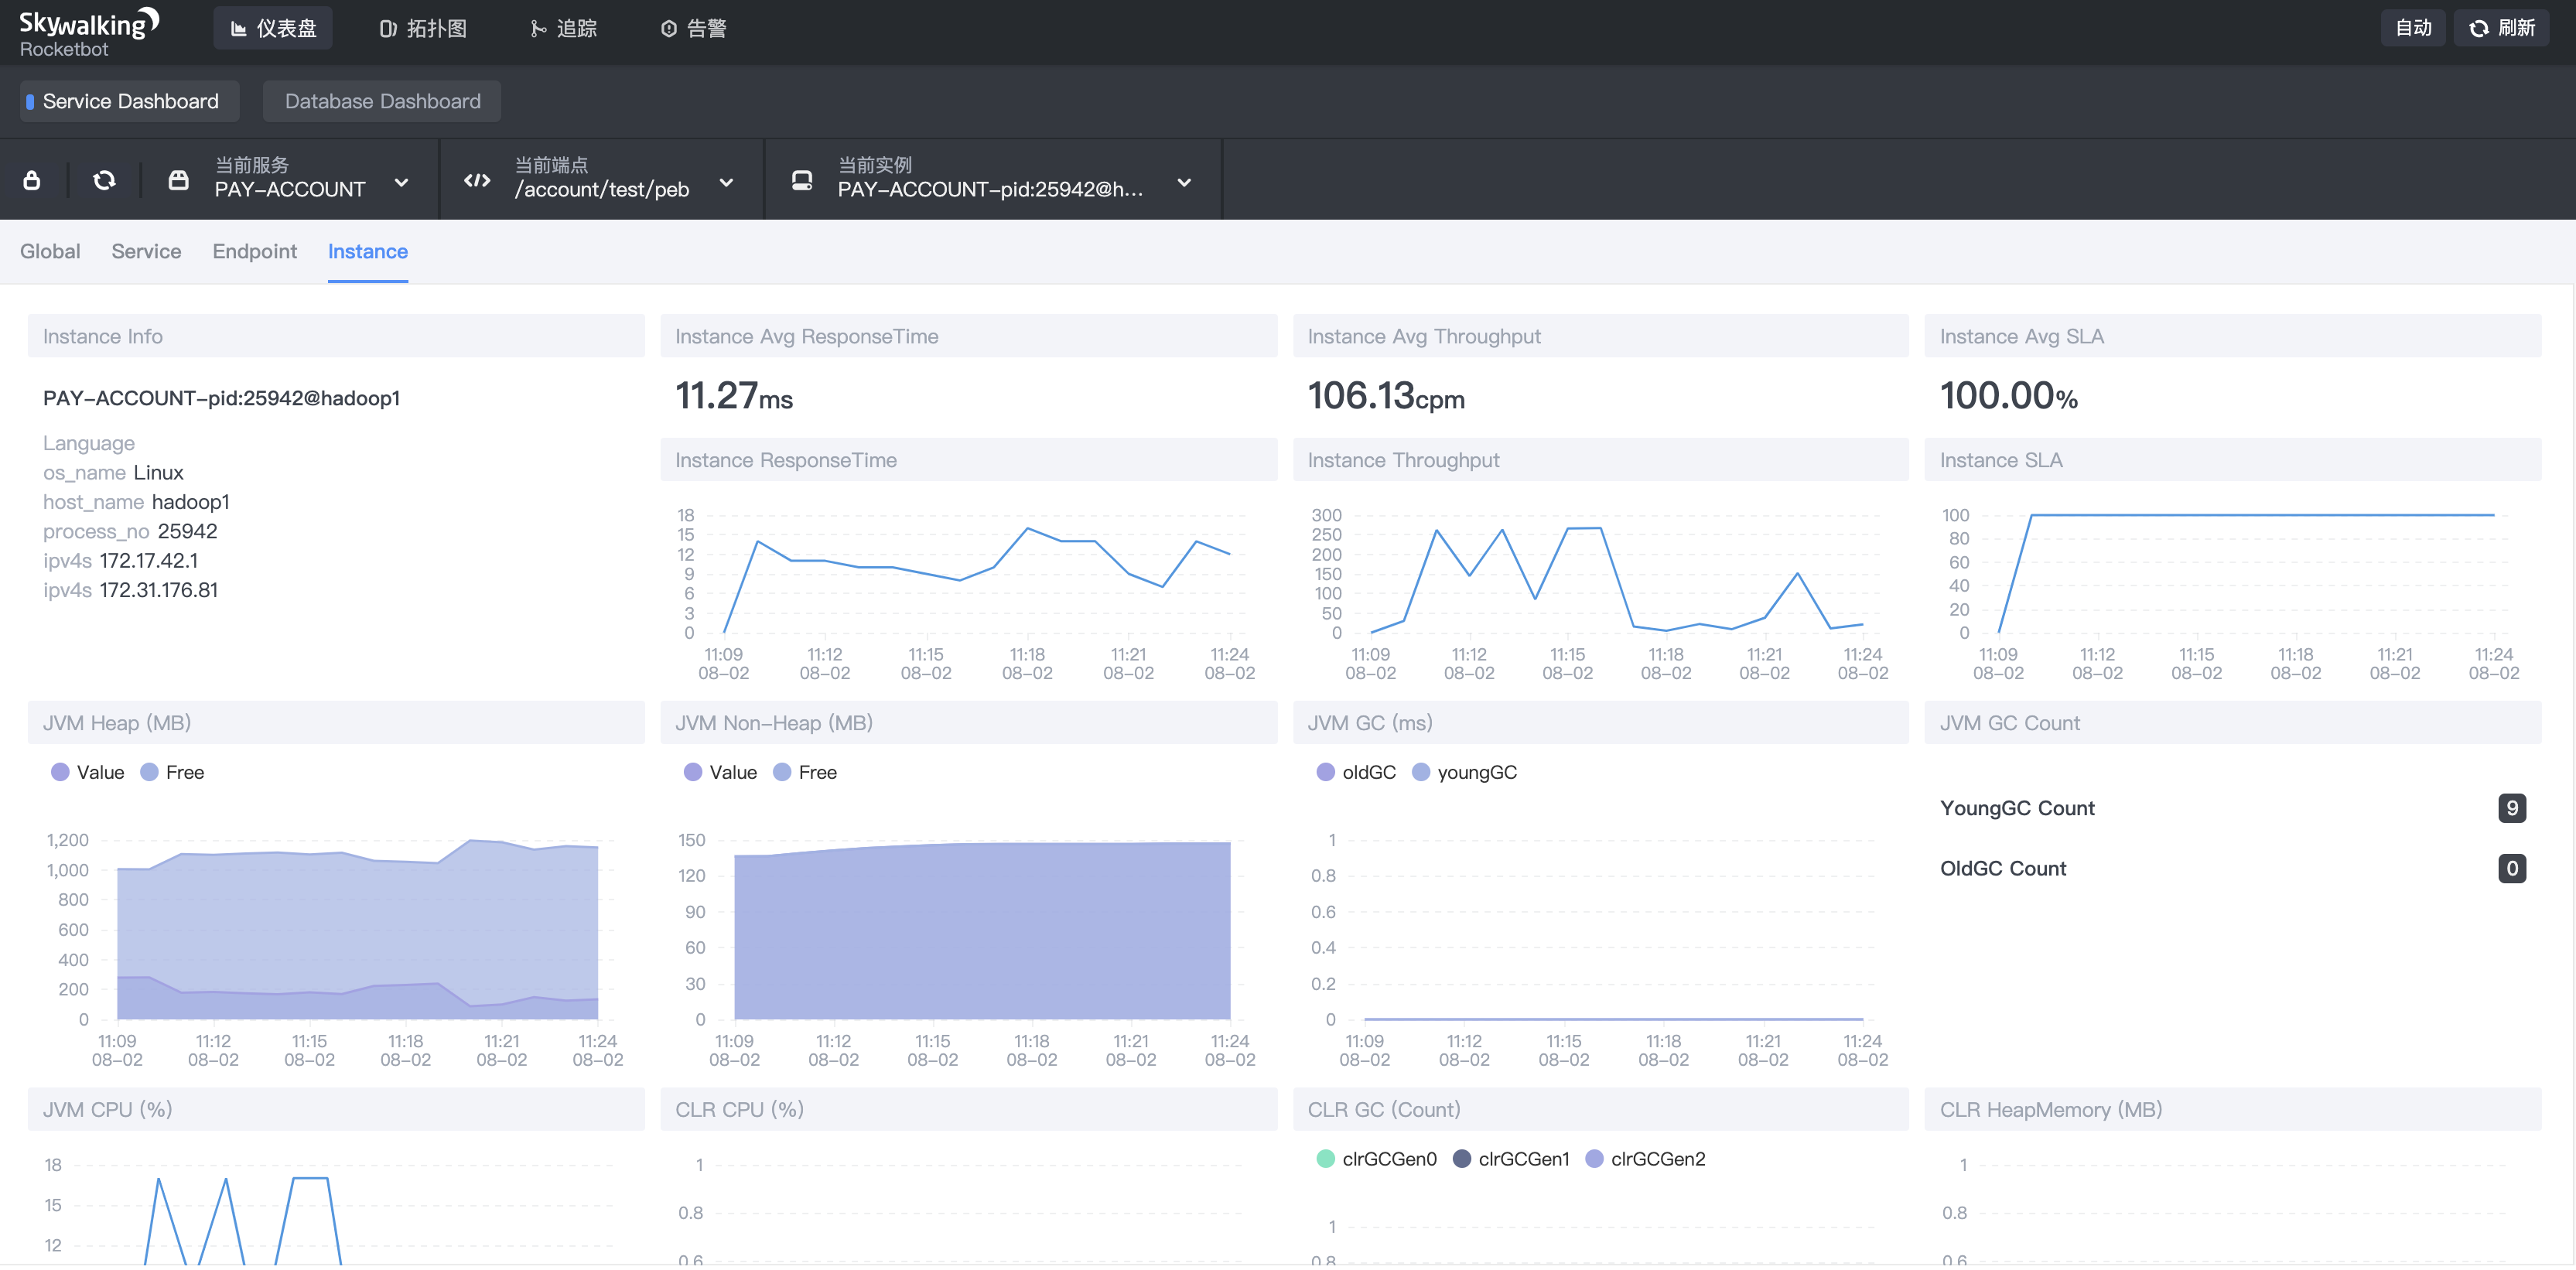 Skywalking
Rocketbot
仪表盘
拓扑图
追踪
告警
自动
刷新
Service Dashboard
Database Dashboard
当前服务
PAY-ACCOUNT
当前端点
/account/test/peb
当前实例
PAY-ACCOUNT-pid:25942@h...
Global
Service
Endpoint
Instance
Instance Info
PAY-ACCOUNT-pid:25942@hadoop1
Language
os_name Linux
host_name hadoop1
process_no 25942
ipv4s 172.17.42.1
ipv4s 172.31.176.81
Instance Avg ResponseTime
11.27ms
Instance Avg Throughput
106.13cpm
Instance Avg SLA
100.00%
Instance ResponseTime
18
15
12
9
6
3
0
11:09 11:12 11:15 11:18 11:21 11:24
08-02 08-02 08-02 08-02 08-02 08-02
Instance Throughput
300
250
200
150
100
50
0
11:09 11:12 11:15 11:18 11:21 11:24
08-02 08-02 08-02 08-02 08-02 08-02
Instance SLA
100
80
60
40
20
0
11:09 11:12 11:15 11:18 11:21 11:24
08-02 08-02 08-02 08-02 08-02 08-02
JVM Heap (MB)
Value Free
1,200
1,000
800
600
400
200
0
11:09 11:12 11:15 11:18 11:21 11:24
08-02 08-02 08-02 08-02 08-02 08-02
JVM Non-Heap (MB)
Value Free
150
120
90
60
30
0
11:09 11:12 11:15 11:18 11:21 11:24
08-02 08-02 08-02 08-02 08-02 08-02
JVM GC (ms)
oldGC youngGC
1
0.8
0.6
0.4
0.2
0
11:09 11:12 11:15 11:18 11:21 11:24
08-02 08-02 08-02 08-02 08-02 08-02
JVM GC Count
YoungGC Count 9
OldGC Count 0
JVM CPU (%)
18
15
12
CLR CPU (%)
1
0.8
0.6
CLR GC (Count)
clrGCGen0 clrGCGen1 clrGCGen2
1
0.8
CLR HeapMemory (MB)
1
0.8
0.6